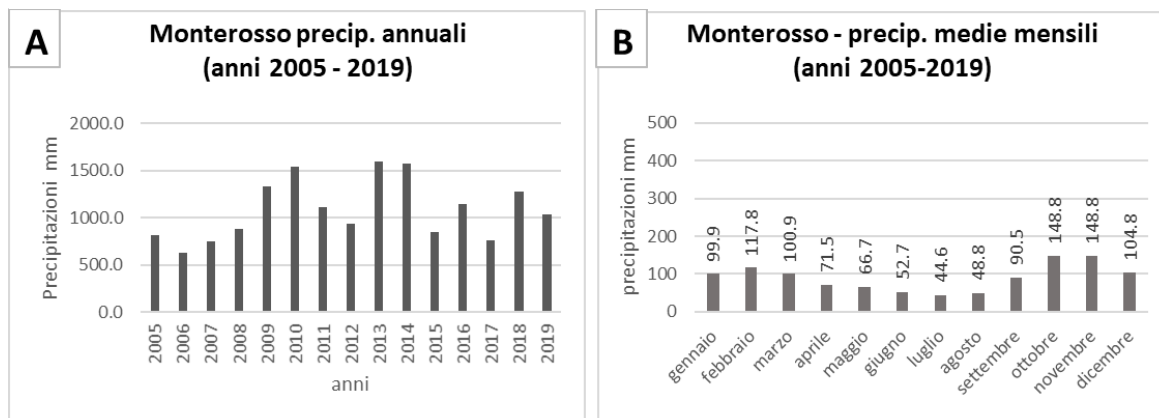 A
Monterosso precip. annuali
(anni 2005 - 2019)
Precipitazioni mm
2000.0
1500.0
1000.0
500.0
0.0
2005
2006
2007
2008
2009
2010
2011
2012
2013
2014
2015
2016
2017
2018
2019
anni
B
Monterosso - precip. medie mensili
(anni 2005-2019)
precipitazioni mm
500
400
300
200
100
0
99.9
117.8
100.9
71.5
66.7
52.7
44.6
48.8
90.5
148.8
148.8
104.8
gennaio
febbraio
marzo
aprile
maggio
giugno
luglio
agosto
settembre
ottobre
novembre
dicembre